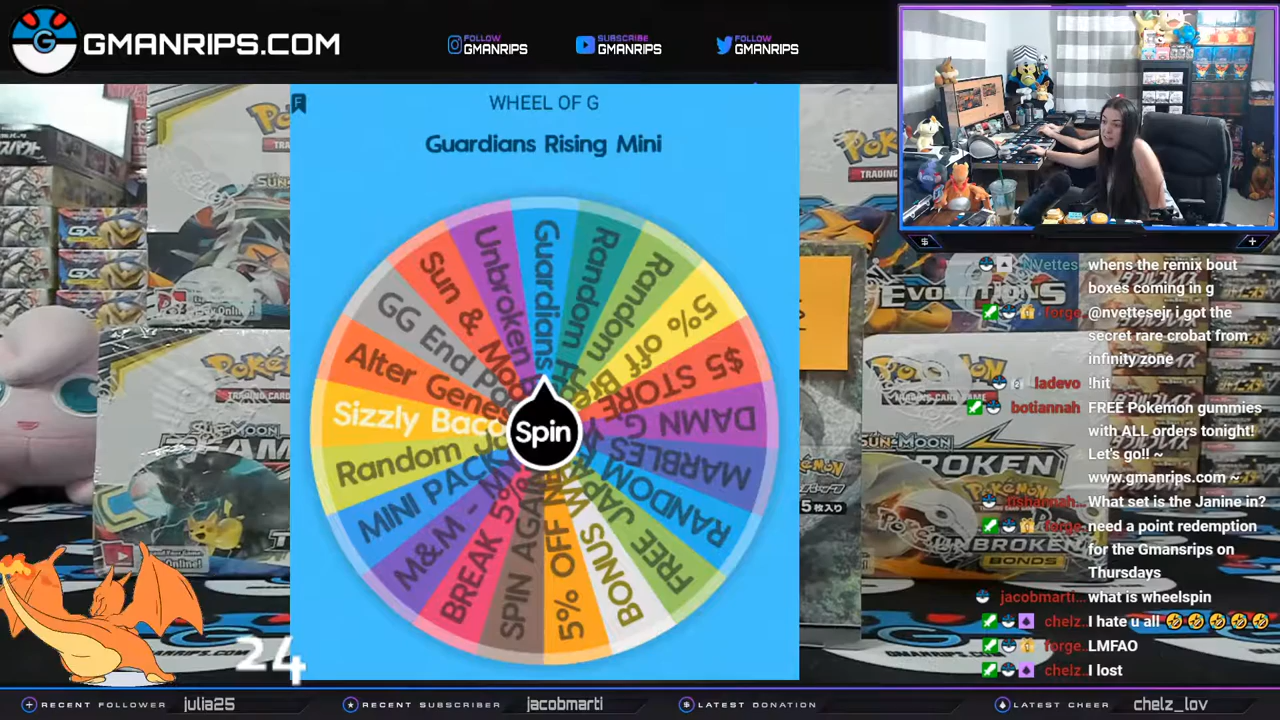 GMANRIPS.COM
FOLLOW
GMANRIPS
SUBSCRIBE
GMANRIPS
FOLLOW
GMANRIPS
WHEEL OF G
Guardians Rising Mini
Guardians
Random
Random
5% off
$5 STORE
DAMN G
MARBLES
RANDOM
FREE
BONUS
5% OFF
SPIN AGAIN
BREAK 5%
M&M -
MINI PACK
Random
Sizzly Baco
Alter Genes
GG End
Sun & Moo
Unbroken
Spin
24
NVettes whens the remix bout
boxes coming in g
forge. @nvettesejr i got the
secret rare crobat from
infinity zone
ladevo !hit
botiannah FREE Pokemon gummies
with ALL orders tonight!
Let's go!! ~
www.gmanrips.com ~
What set is the Janine in?
forge. need a point redemption
for the Gmansrips on
Thursdays
jacobmarti... what is wheelspin
chelz.. I hate u all 🤣🤣🤣🤣🤣
forge. LMFAO
chelz.. I lost
EVOLUTIONS
SUN & MOON
UNBROKEN
BONDS
RECENT FOLLOWER julia25
RECENT SUBSCRIBER jacobmarti
LATEST DONATION
LATEST CHEER chelz_lov